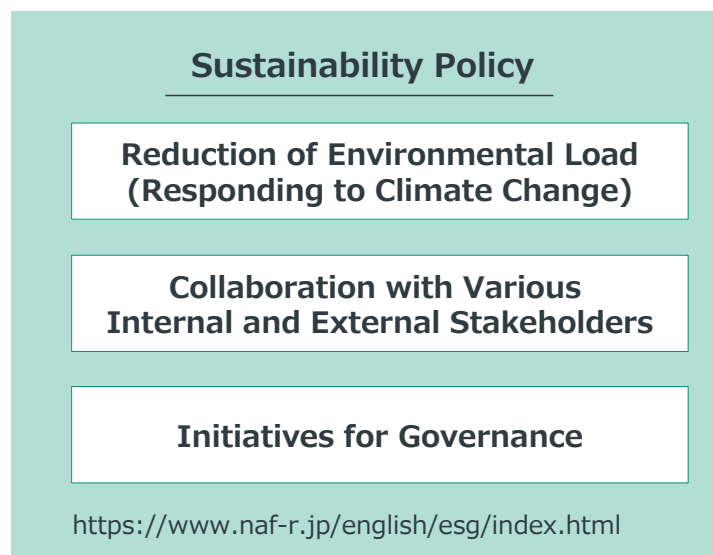 Sustainability Policy
Reduction of Environmental Load
(Responding to Climate Change)
Collaboration with Various
Internal and External Stakeholders
Initiatives for Governance
https://www.naf-r.jp/english/esg/index.html